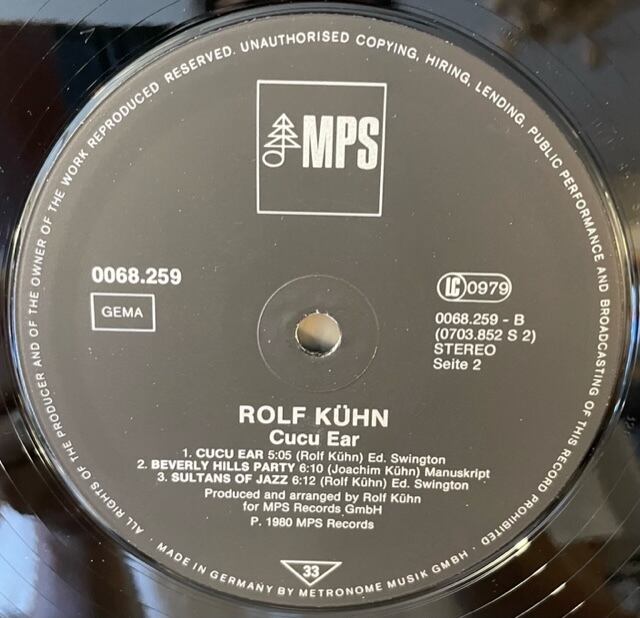 ALL RIGHTS OF THE PRODUCER AND OF THE OWNER OF THE WORK REPRODUCED RESERVED. UNAUTHORISED COPYING, HIRING, LENDING, PUBLIC PERFORMANCE AND BROADCASTING OF THIS RECORD PROHIBITED
MPS
0068.259
GEMA
LC 0979
0068.259 - B
(0703.852 S 2)
STEREO
Seite 2
ROLF KÜHN
Cucu Ear
1. CUCU EAR 5:05 (Rolf Kühn) Ed. Swington
2. BEVERLY HILLS PARTY 6:10 (Joachim Kühn) Manuskript
3. SULTANS OF JAZZ 6:12 (Rolf Kühn) Ed. Swington
Produced and arranged by Rolf Kühn
for MPS Records GmbH
P. 1980 MPS Records
33
· MADE IN GERMANY BY METRONOME MUSIK GMBH ·